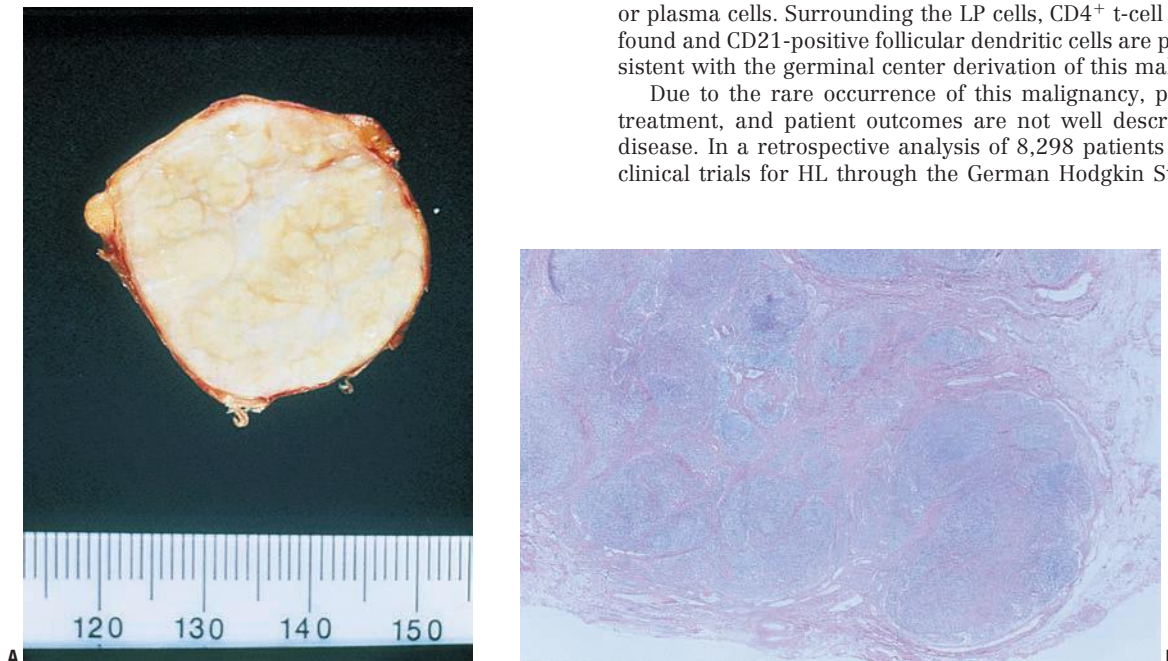 or plasma cells. Surrounding the LP cells, CD4+ t-cell
found and CD21-positive follicular dendritic cells are p
sistent with the germinal center derivation of this mal
Due to the rare occurrence of this malignancy, p
treatment, and patient outcomes are not well descr
disease. In a retrospective analysis of 8,298 patients
clinical trials for HL through the German Hodgkin S
120 130 140 150
A